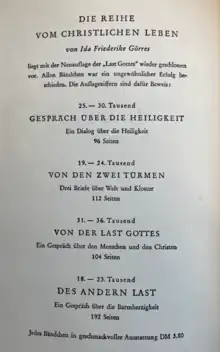 DIE REIHE
VOM CHRISTLICHEN LEBEN
von Ida Friederike Görres
liegt mit der Neuauflage der „Last Gottes" wieder geschlossen
vor. Allen Bändchen war ein ungewöhnlicher Erfolg be-
schieden. Die Auflageziffern sind dafür Beweis:
25. — 30. Tausend
GESPRÄCH ÜBER DIE HEILIGKEIT
Ein Dialog über die Heiligkeit
96 Seiten
19. — 24. Tausend
VON DEN ZWEI TÜRMEN
Drei Briefe über Welt und Kloster
112 Seiten
31. — 36. Tausend
VON DER LAST GOTTES
Ein Gespräch über den Menschen und den Christen
104 Seiten
18. — 23. Tausend
DES ANDERN LAST
Ein Gespräch über die Barmherzigkeit
192 Seiten
Jedes Bändchen in geschmackvoller Ausstattung DM 3.80